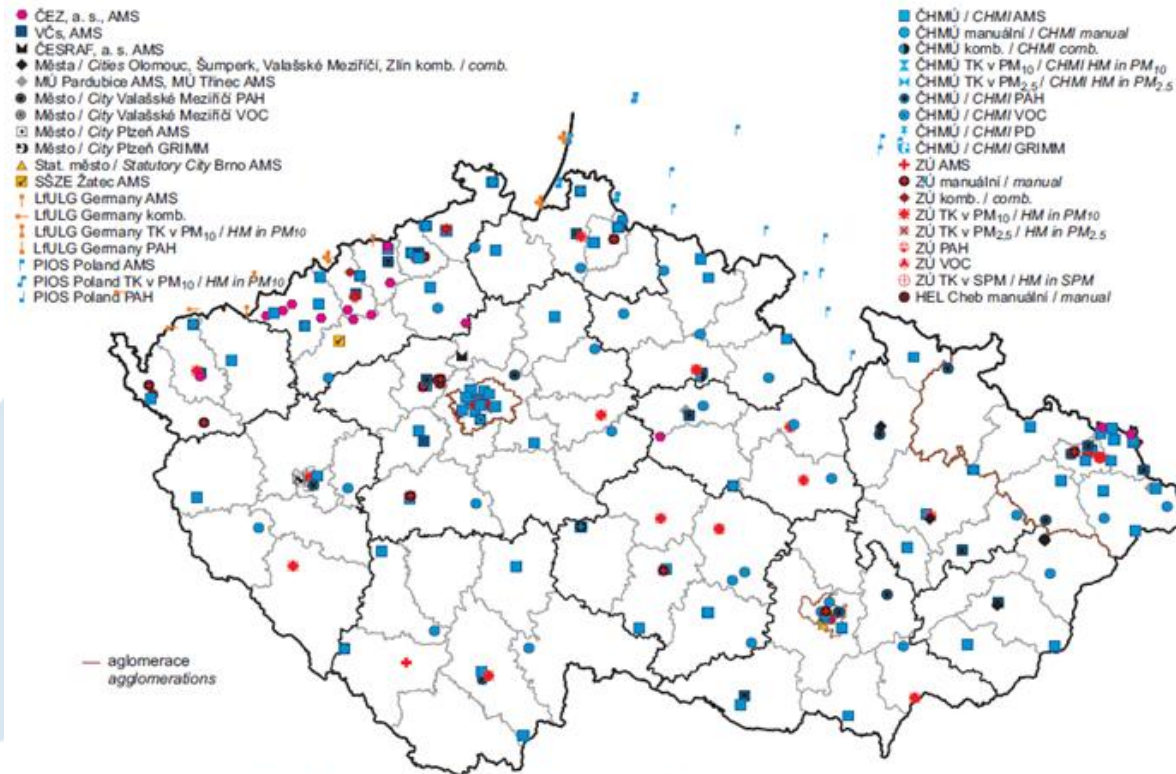 ČEZ, a. s., AMS
VČs, AMS
ČESRAF, a. s. AMS
Města / Cities Olomouc, Šumperk, Valašské Meziříčí, Zlín komb. / comb.
MÚ Pardubice AMS, MÚ Třinec AMS
Město / City Valašské Meziříčí PAH
Město / City Valašské Meziříčí VOC
Město / City Plzeň AMS
Město / City Plzeň GRIMM
Stat. město / Statutory City Brno AMS
SŠZE Žatec AMS
LfULG Germany AMS
LfULG Germany komb.
LfULG Germany TK v PM10 / HM in PM10
LfULG Germany PAH
PIOS Poland AMS
PIOS Poland TK v PM10 / HM in PM10
PIOS Poland PAH
ČHMÚ / CHMI AMS
ČHMÚ manuální / CHMI manual
ČHMÚ komb. / CHMI comb.
ČHMÚ TK v PM10 / CHMI HM in PM10
ČHMÚ TK v PM2,5 / CHMI HM in PM2.5
ČHMÚ / CHMI PAH
ČHMÚ / CHMI VOC
ČHMÚ / CHMI PD
ČHMÚ / CHMI GRIMM
ZÚ AMS
ZÚ manuální / manual
ZÚ komb. / comb.
ZÚ TK v PM10 / HM in PM10
ZÚ TK v PM2,5 / HM in PM2.5
ZÚ PAH
ZÚ VOC
ZÚ TK v SPM / HM in SPM
HEL Cheb manuální / manual
aglomerace
agglomerations